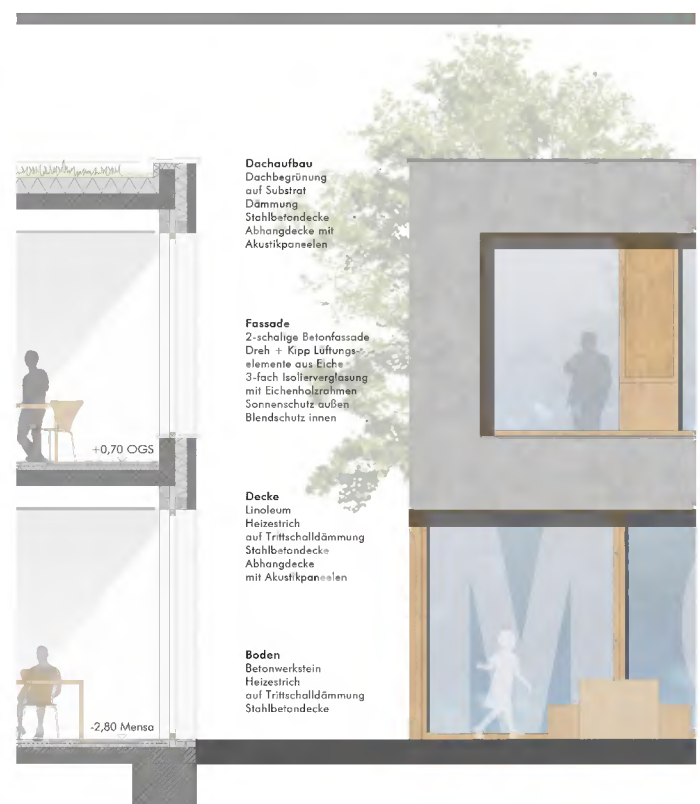 Dachaufbau
Dachbegrünung
auf Substrat
Dämmung
Stahlbetondecke
Abhangdecke mit
Akustikpaneelen
Fassade
2-schalige Betonfassade
Dreh + Kipp Lüftungs-
elemente aus Eiche
3-fach Isolierverglasung
mit Eichenholzrahmen
Sonnenschutz außen
Blendschutz innen
+0,70 OGS
Decke
Linoleum
Heizestrich
auf Trittschalldämmung
Stahlbetondecke
Abhangdecke
mit Akustikpaneelen
Boden
Betonwerkstein
Heizestrich
auf Trittschalldämmung
Stahlbetondecke
-2,80 Mensa
M